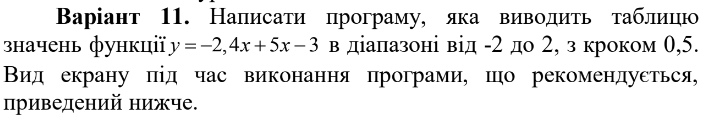 Варіант 11. Написати програму, яка виводить таблицю
значень функції y = −2,4x + 5x − 3 в діапазоні від -2 до 2, з кроком 0,5.
Вид екрану під час виконання програми, що рекомендується,
приведений нижче.